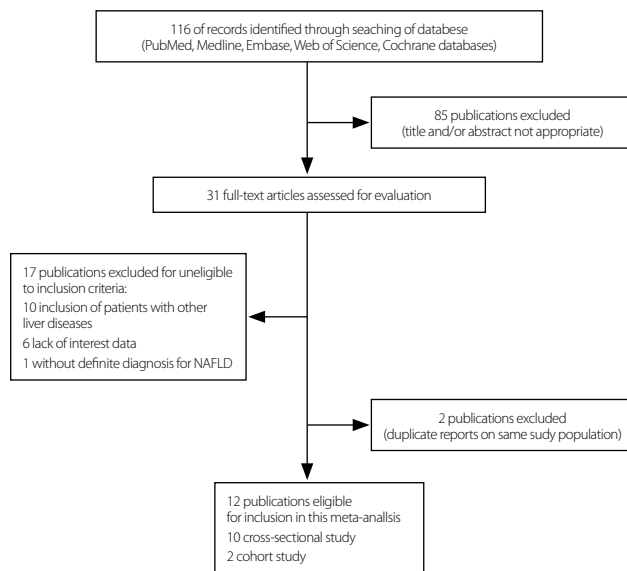 116 of records identified through seaching of databese
(PubMed, Medline, Embase, Web of Science, Cochrane databases)
85 publications excluded
(title and/or abstract not appropriate)
31 full-text articles assessed for evaluation
17 publications excluded for uneligible
to inclusion criteria:
10 inclusion of patients with other
liver diseases
6 lack of interest data
1 without definite diagnosis for NAFLD
2 publications excluded
(duplicate reports on same sudy population)
12 publications eligible
for inclusion in this meta-anallsis
10 cross-sectional study
2 cohort study